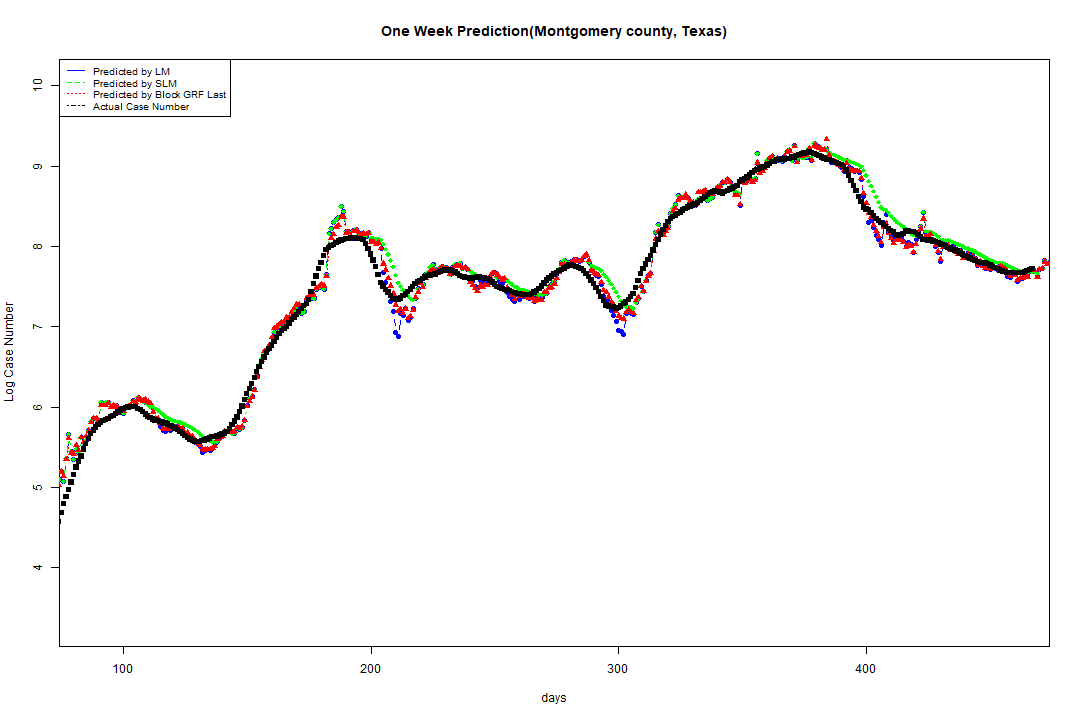 One Week Prediction(Montgomery county, Texas)
Predicted by LM
Predicted by SLM
Predicted by Block GRF Last
Actual Case Number
10
9
8
7
6
5
4
Log Case Number
100 200 300 400
days